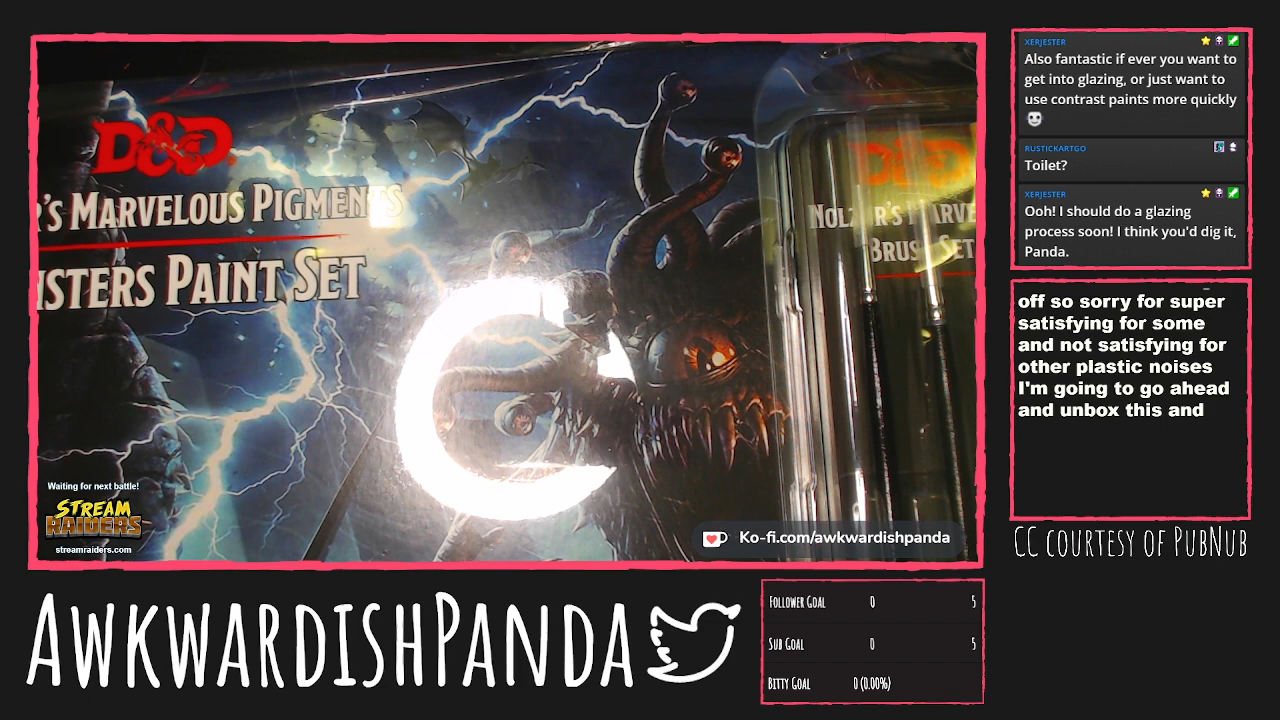 D&D
'S MARVELOUS PIGMENTS
STERS PAINT SET
D&D
BRUSH SET
Waiting for next battle!
STREAM
RAIDERS
streamraiders.com
Ko-fi.com/awkwardishpanda
XERJESTER
Also fantastic if ever you want to
get into glazing, or just want to
use contrast paints more quickly
RUSTICKARTGO
Toilet?
XERJESTER
Ooh! I should do a glazing
process soon! I think you'd dig it,
Panda.
off so sorry for super
satisfying for some
and not satisfying for
other plastic noises
I'm going to go ahead
and unbox this and
CC COURTESY OF PUBNUB
AWKWARDISHPANDA
FOLLOWER GOAL 0 5
SUB GOAL 0 5
BITTY GOAL 0 (0.00%)